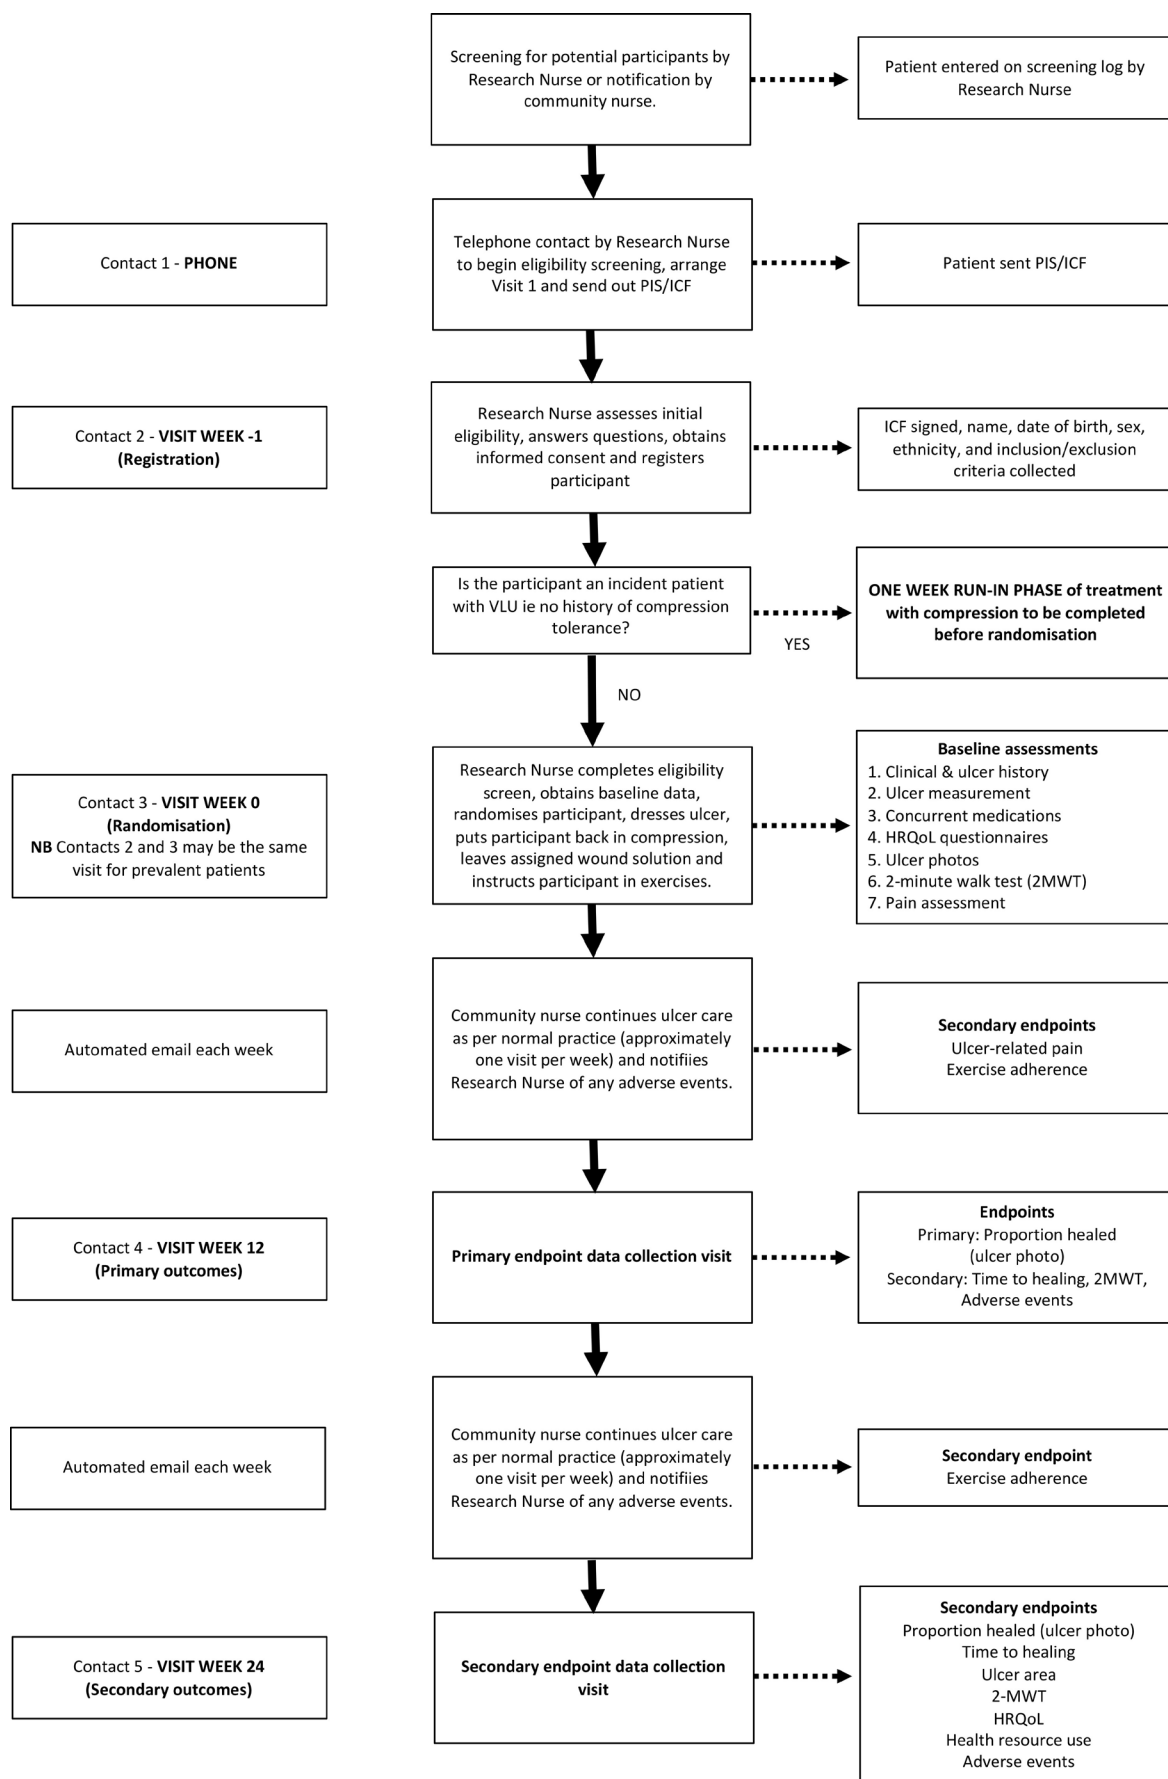 Screening for potential participants by
Research Nurse or notification by
community nurse.
Patient entered on screening log by
Research Nurse
Contact 1 - PHONE
Telephone contact by Research Nurse
to begin eligibility screening, arrange
Visit 1 and send out PIS/ICF
Patient sent PIS/ICF
Contact 2 - VISIT WEEK -1
(Registration)
Research Nurse assesses initial
eligibility, answers questions, obtains
informed consent and registers
participant
ICF signed, name, date of birth, sex,
ethnicity, and inclusion/exclusion
criteria collected
Is the participant an incident patient
with VLU ie no history of compression
tolerance?
YES
ONE WEEK RUN-IN PHASE of treatment
with compression to be completed
before randomisation
NO
Contact 3 - VISIT WEEK 0
(Randomisation)
NB Contacts 2 and 3 may be the same
visit for prevalent patients
Research Nurse completes eligibility
screen, obtains baseline data,
randomises participant, dresses ulcer,
puts participant back in compression,
leaves assigned wound solution and
instructs participant in exercises.
Baseline assessments
1. Clinical & ulcer history
2. Ulcer measurement
3. Concurrent medications
4. HRQoL questionnaires
5. Ulcer photos
6. 2-minute walk test (2MWT)
7. Pain assessment
Automated email each week
Community nurse continues ulcer care
as per normal practice (approximately
one visit per week) and notifiies
Research Nurse of any adverse events.
Secondary endpoints
Ulcer-related pain
Exercise adherence
Contact 4 - VISIT WEEK 12
(Primary outcomes)
Primary endpoint data collection visit
Endpoints
Primary: Proportion healed
(ulcer photo)
Secondary: Time to healing, 2MWT,
Adverse events
Automated email each week
Community nurse continues ulcer care
as per normal practice (approximately
one visit per week) and notifiies
Research Nurse of any adverse events.
Secondary endpoint
Exercise adherence
Contact 5 - VISIT WEEK 24
(Secondary outcomes)
Secondary endpoint data collection
visit
Secondary endpoints
Proportion healed (ulcer photo)
Time to healing
Ulcer area
2-MWT
HRQoL
Health resource use
Adverse events